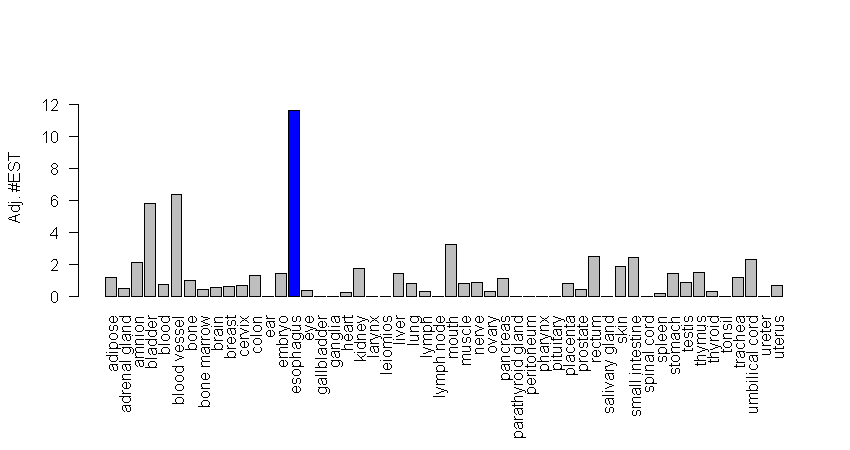 Adj. #EST
12
10
8
6
4
2
0
adipose
adrenal gland
amnion
bladder
blood
blood vessel
bone
bone marrow
brain
breast
cervix
colon
ear
embryo
esophagus
eye
gallbladder
ganglia
heart
kidney
larynx
leiomios
liver
lung
lymph
lymph node
mouth
muscle
nerve
ovary
pancreas
parathyroid gland
peritoneum
pharynx
pituitary
placenta
prostate
rectum
salivary gland
skin
small intestine
spinal cord
spleen
stomach
testis
thymus
thyroid
tonsil
trachea
umbilical cord
ureter
uterus